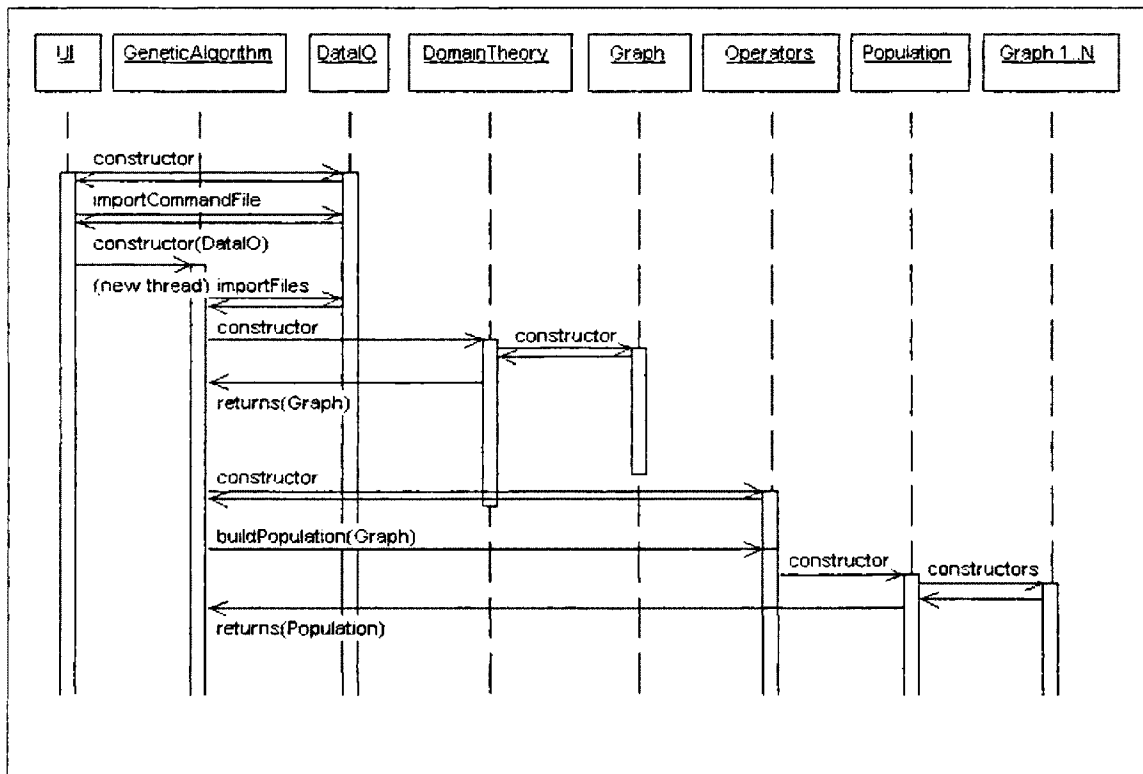 UI
GeneticAlgorithm
DataIO
DomainTheory
Graph
Operators
Population
Graph 1..N
constructor
importCommandFile
constructor(DataIO)
(new thread) importFiles
constructor
constructor
returns(Graph)
constructor
buildPopulation(Graph)
constructor
constructors
returns(Population)